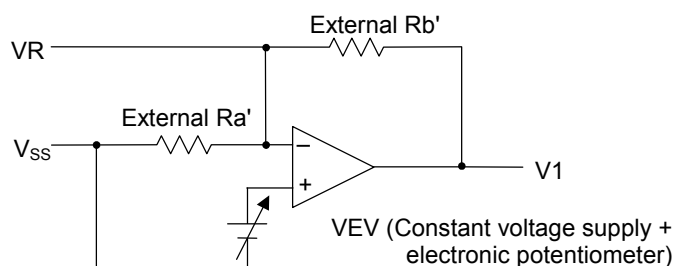 External Rb'
VR
External Ra'
VSS
−
+
V1
VEV (Constant voltage supply +
electronic potentiometer)